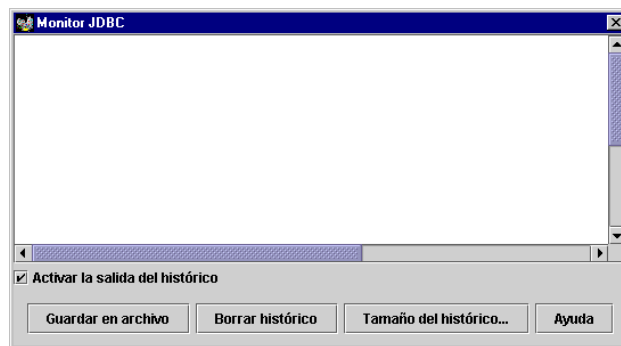 Monitor JDBC
Activar la salida del histórico
Guardar en archivo Borrar histórico Tamaño del histórico... Ayuda